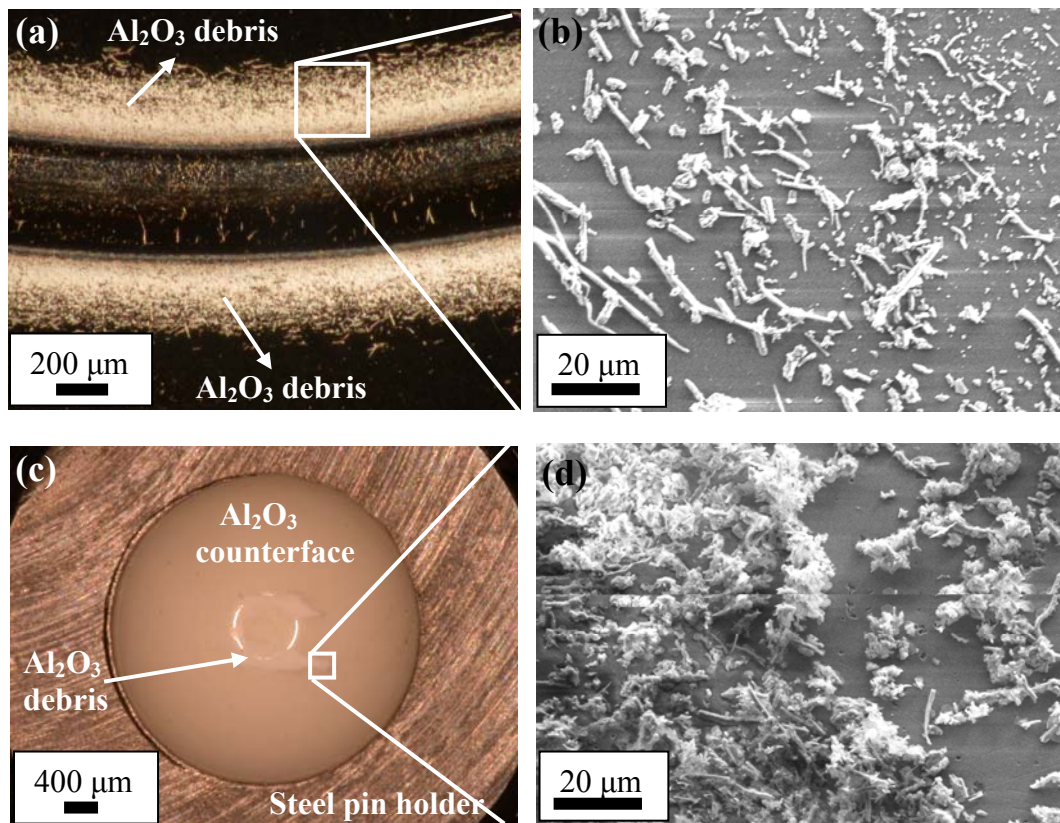 (a)
Al₂O₃ debris
200 μm
Al₂O₃ debris
(b)
20 μm
(c)
Al₂O₃
counterface
Al₂O₃
debris
400 μm
Steel pin holder
(d)
20 μm